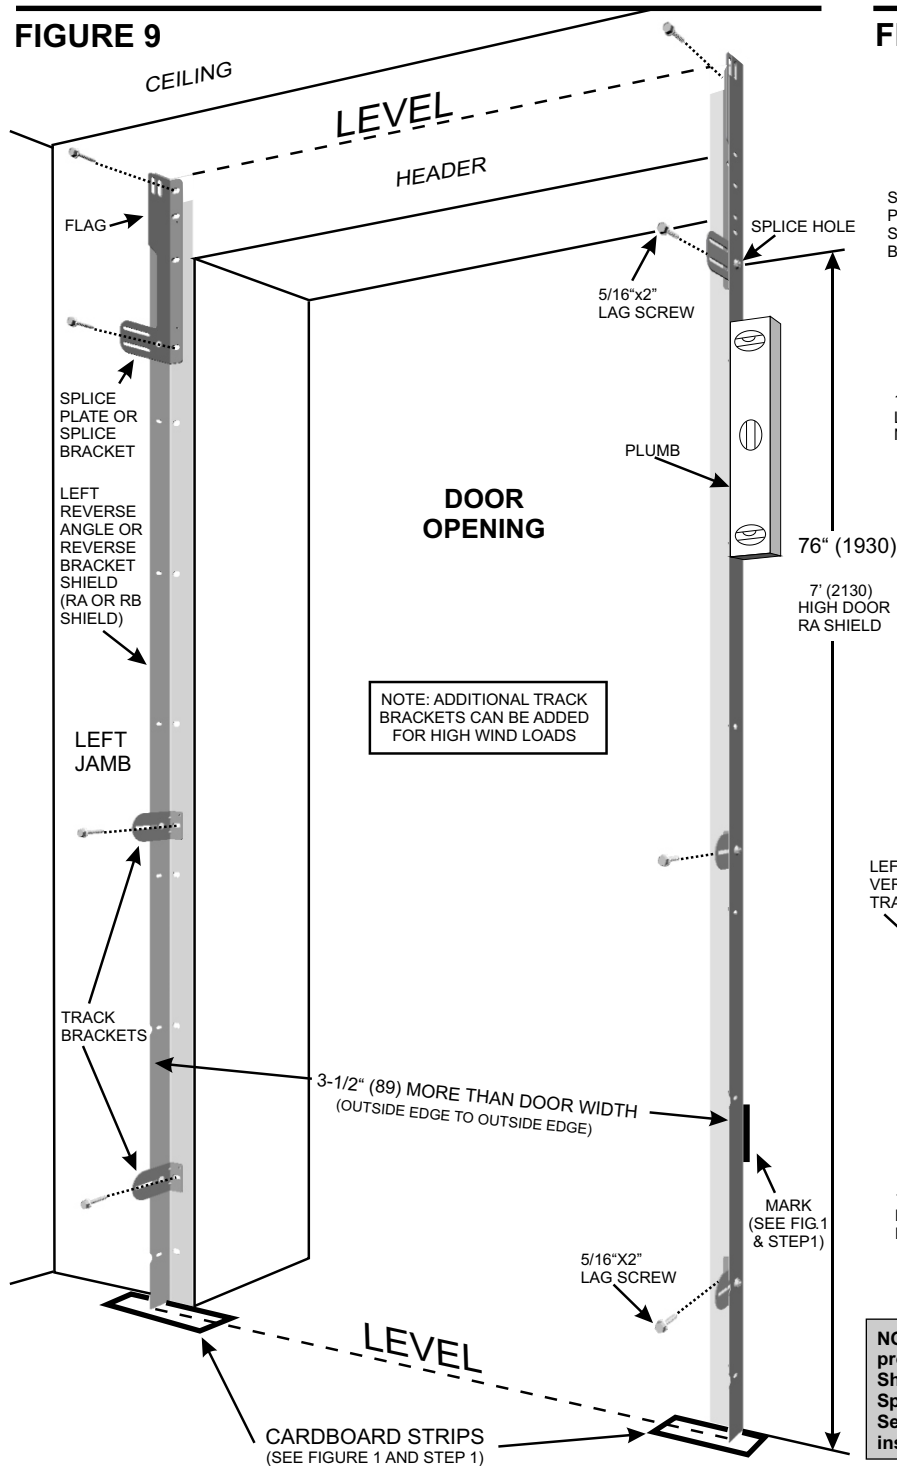 FIGURE 9
CEILING
LEVEL
HEADER
FLAG
SPLICE HOLE
5/16“x2”
LAG SCREW
SPLICE
PLATE OR
SPLICE
BRACKET
PLUMB
LEFT
REVERSE
ANGLE OR
REVERSE
BRACKET
SHIELD
(RA OR RB
SHIELD)
DOOR
OPENING
76“ (1930)
7’ (2130)
HIGH DOOR
RA SHIELD
NOTE: ADDITIONAL TRACK
BRACKETS CAN BE ADDED
FOR HIGH WIND LOADS
LEFT
JAMB
TRACK
BRACKETS
3-1/2“ (89) MORE THAN DOOR WIDTH
(OUTSIDE EDGE TO OUTSIDE EDGE)
MARK
(SEE FIG.1
& STEP1)
5/16“X2”
LAG SCREW
LEVEL
CARDBOARD STRIPS
(SEE FIGURE 1 AND STEP 1)